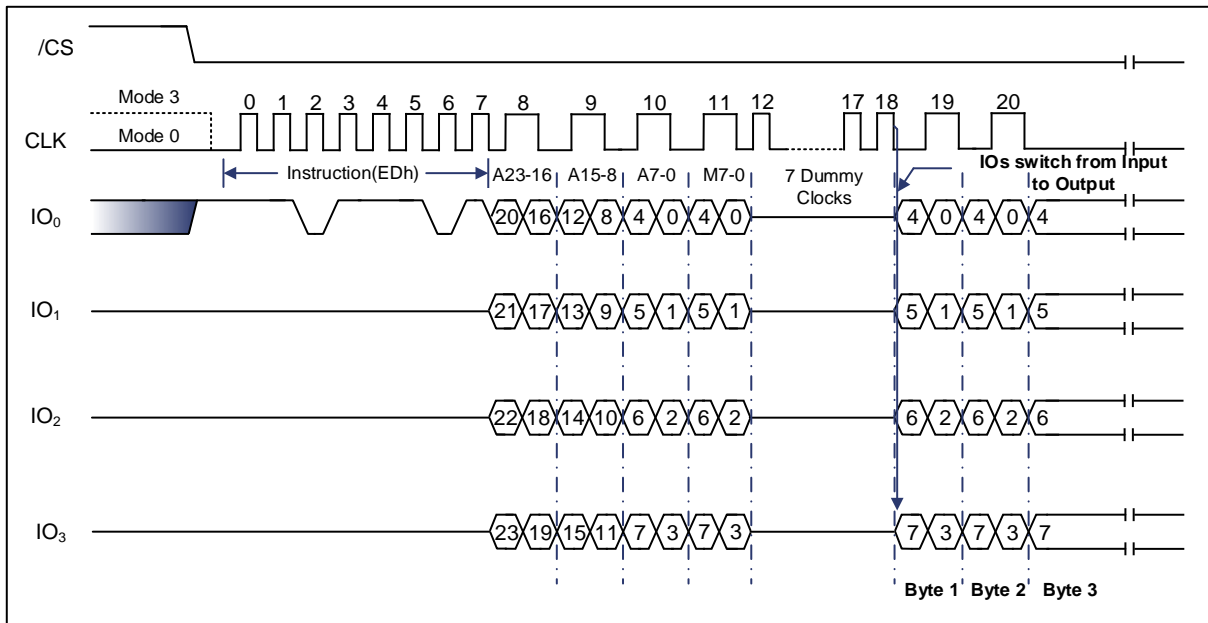 /CS
Mode 3
Mode 0
CLK
0 1 2 3 4 5 6 7 8 9 10 11 12 17 18 19 20
Instruction(EDh)
A23-16 A15-8 A7-0 M7-0
7 Dummy
Clocks
IOs switch from Input
to Output
IO0 20 16 12 8 4 0 4 0 4 0 4 0 4
IO1 21 17 13 9 5 1 5 1 5 1 5 1 5
IO2 22 18 14 10 6 2 6 2 6 2 6 2 6
IO3 23 19 15 11 7 3 7 3 7 3 7 3 7
Byte 1 Byte 2 Byte 3